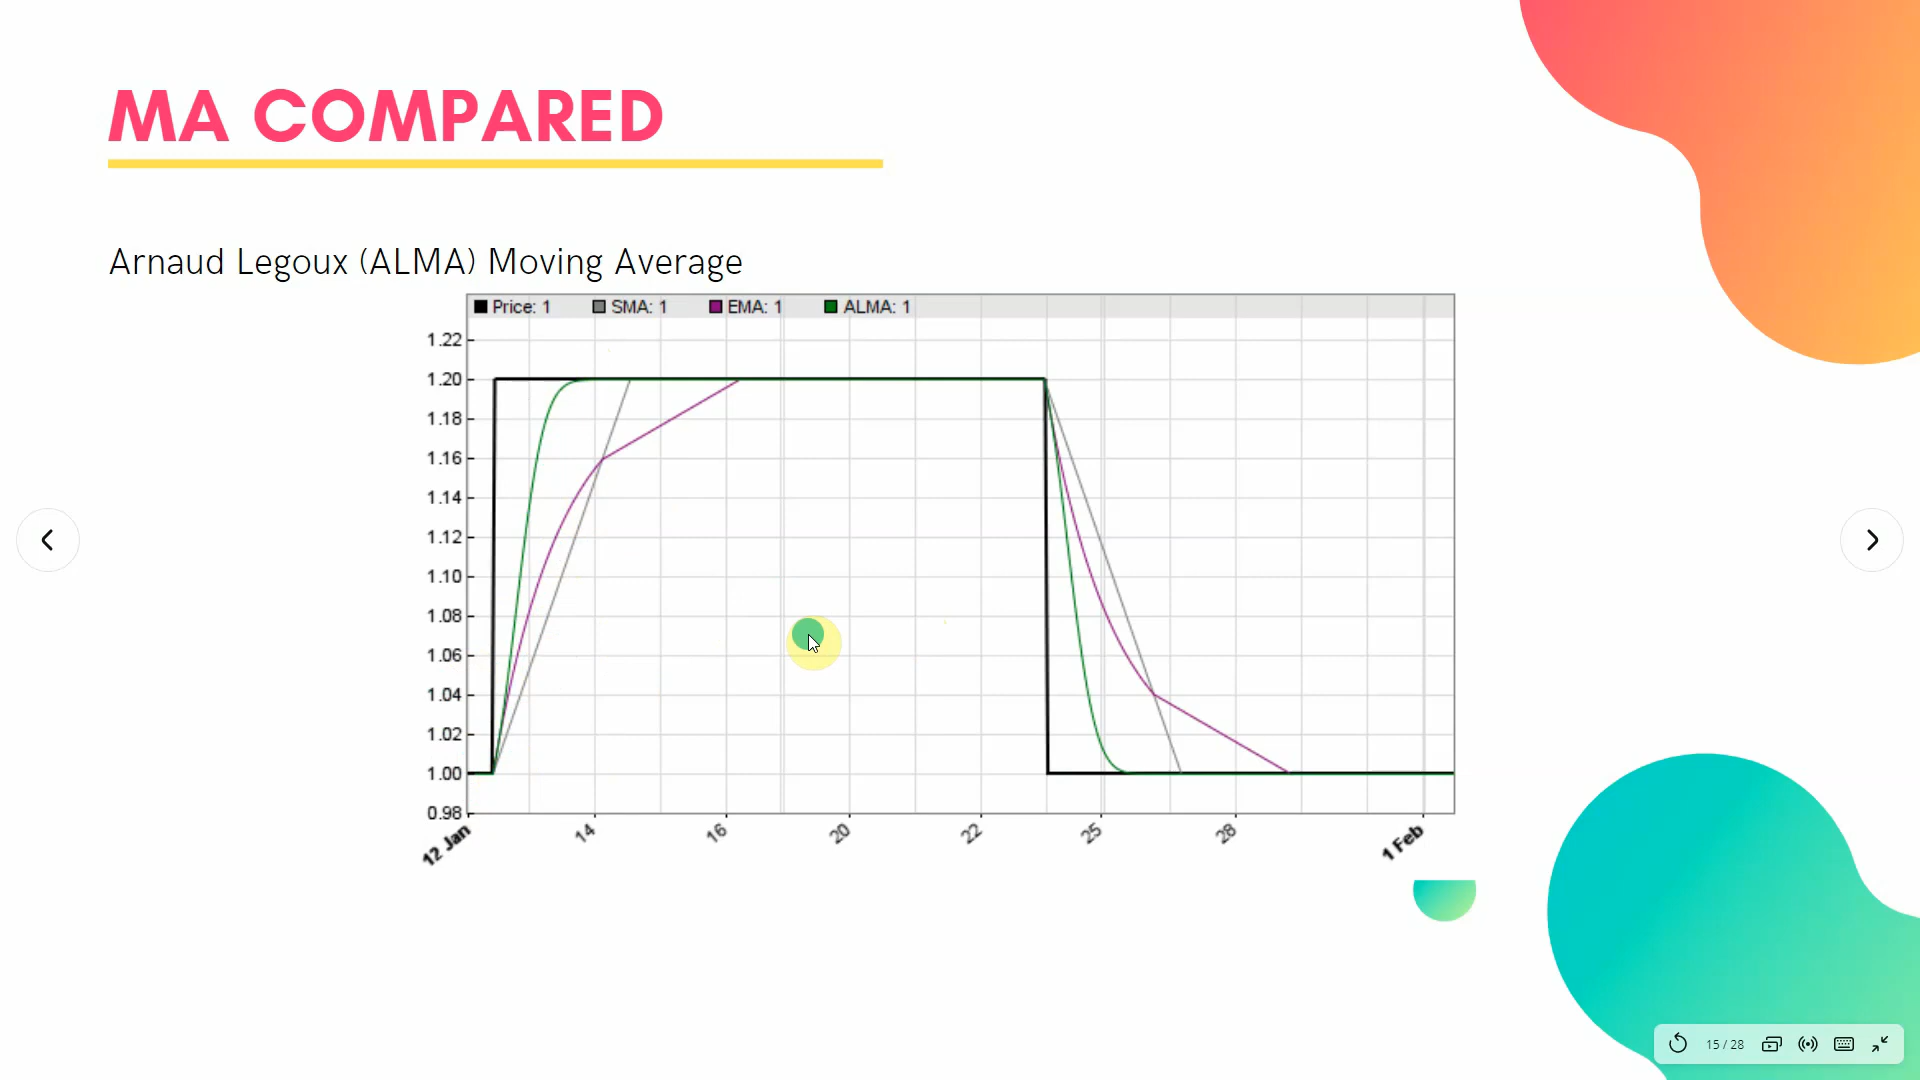 MA COMPARED
Arnaud Legoux (ALMA) Moving Average
Price: 1 SMA: 1 EMA: 1 ALMA: 1
1.22
1.20
1.18
1.16
1.14
1.12
1.10
1.08
1.06
1.04
1.02
1.00
0.98
12 Jan 14 16 20 22 25 28 1 Feb
15 / 28